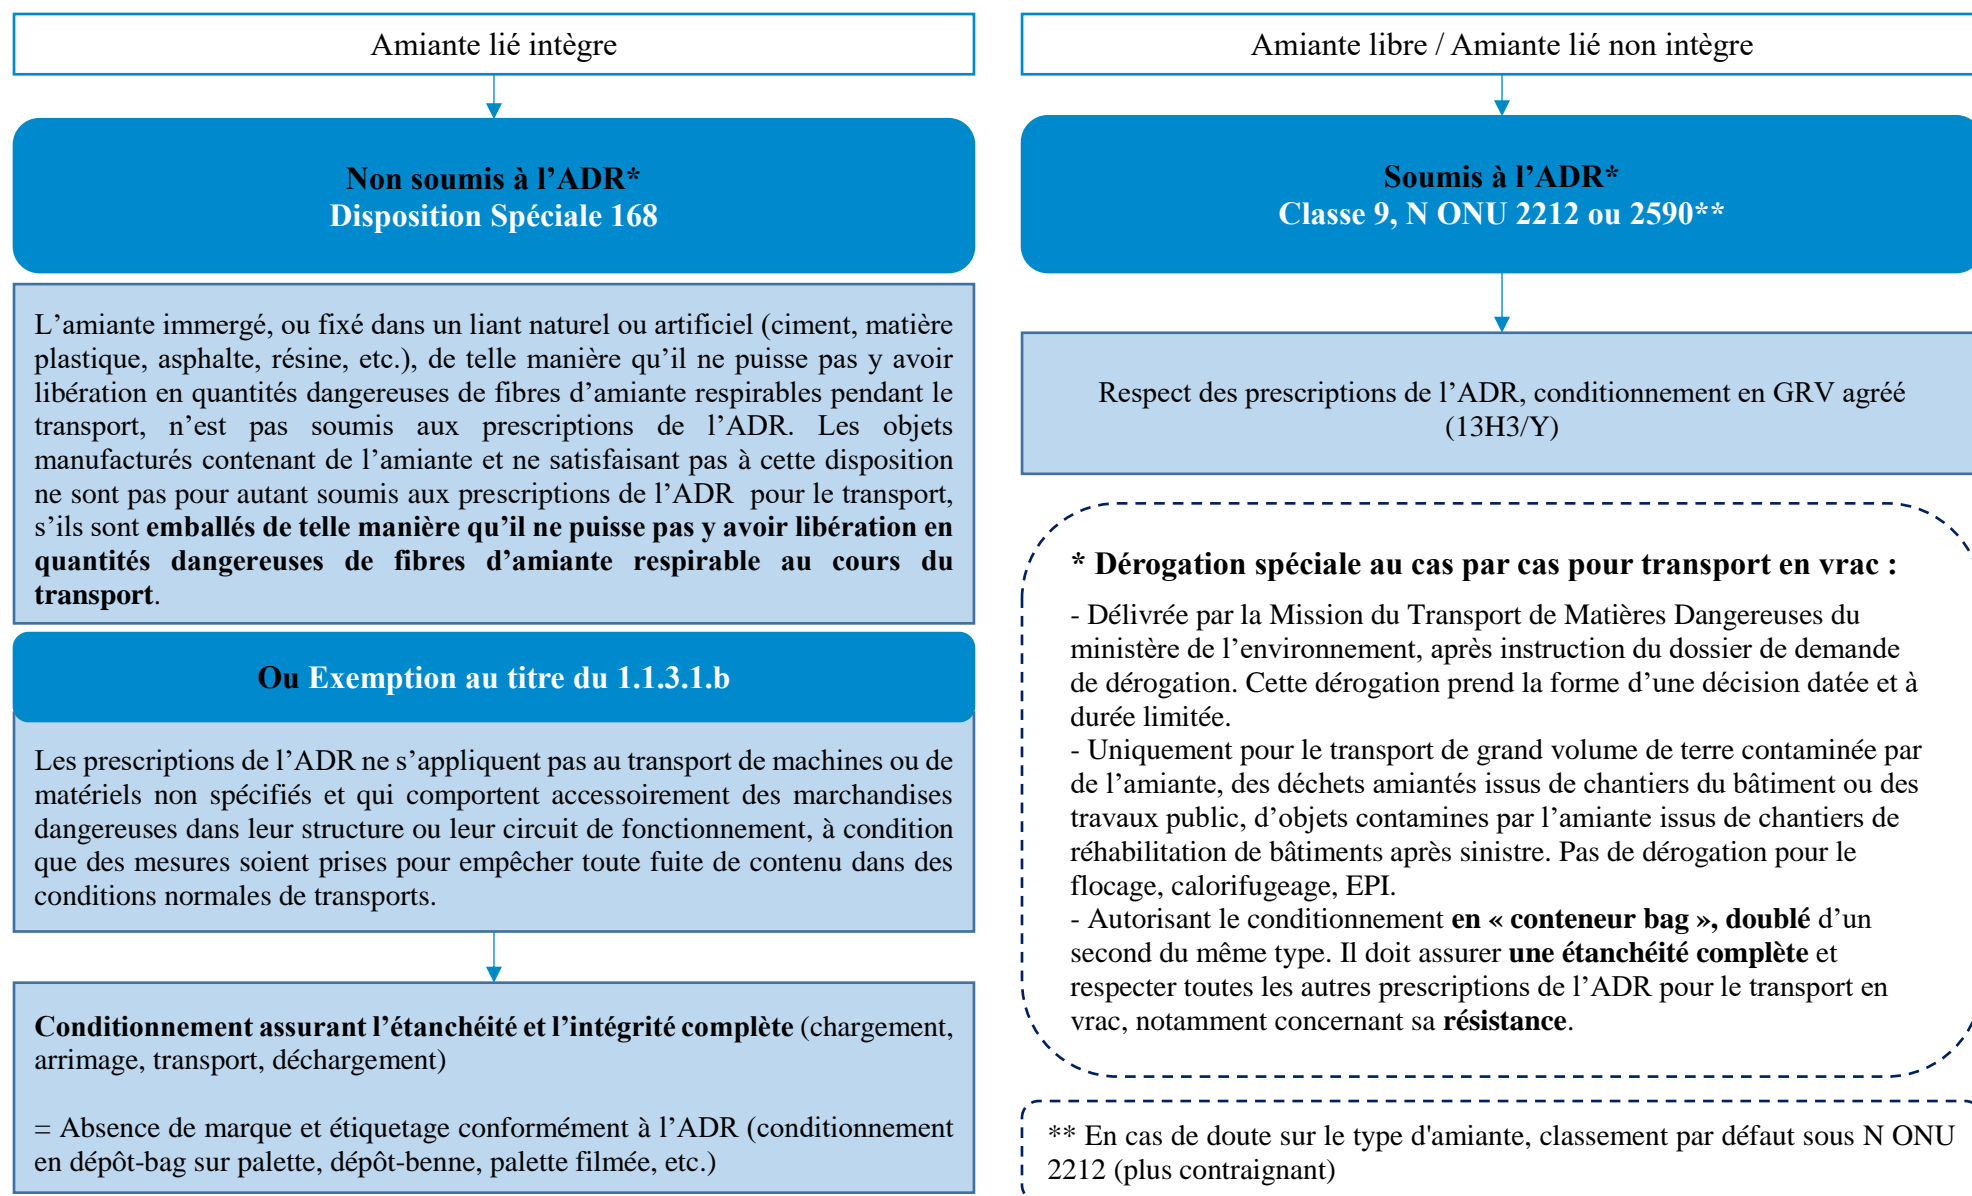 Amiante lié intègre
Non soumis à l’ADR*
Disposition Spéciale 168
L’amiante immergé, ou fixé dans un liant naturel ou artificiel (ciment, matière
plastique, asphalte, résine, etc.), de telle manière qu’il ne puisse pas y avoir
libération en quantités dangereuses de fibres d’amiante respirables pendant le
transport, n’est pas soumis aux prescriptions de l’ADR. Les objets
manufacturés contenant de l’amiante et ne satisfaisant pas à cette disposition
ne sont pas pour autant soumis aux prescriptions de l’ADR pour le transport,
s’ils sont emballés de telle manière qu’il ne puisse pas y avoir libération en
quantités dangereuses de fibres d’amiante respirable au cours du
transport.
Ou Exemption au titre du 1.1.3.1.b
Les prescriptions de l’ADR ne s’appliquent pas au transport de machines ou de
matériels non spécifiés et qui comportent accessoirement des marchandises
dangereuses dans leur structure ou leur circuit de fonctionnement, à condition
que des mesures soient prises pour empêcher toute fuite de contenu dans des
conditions normales de transports.
Conditionnement assurant l’étanchéité et l’intégrité complète (chargement,
arrimage, transport, déchargement)
= Absence de marque et étiquetage conformément à l’ADR (conditionnement
en dépôt-bag sur palette, dépôt-benne, palette filmée, etc.)
Amiante libre / Amiante lié non intègre
Soumis à l’ADR*
Classe 9, N ONU 2212 ou 2590**
Respect des prescriptions de l’ADR, conditionnement en GRV agréé
(13H3/Y)
* Dérogation spéciale au cas par cas pour transport en vrac :
- Délivrée par la Mission du Transport de Matières Dangereuses du
ministère de l’environnement, après instruction du dossier de demande
de dérogation. Cette dérogation prend la forme d’une décision datée et à
durée limitée.
- Uniquement pour le transport de grand volume de terre contaminée par
de l’amiante, des déchets amiantés issus de chantiers du bâtiment ou des
travaux public, d’objets contamines par l’amiante issus de chantiers de
réhabilitation de bâtiments après sinistre. Pas de dérogation pour le
flocage, calorifugeage, EPI.
- Autorisant le conditionnement en « conteneur bag », doublé d’un
second du même type. Il doit assurer une étanchéité complète et
respecter toutes les autres prescriptions de l’ADR pour le transport en
vrac, notamment concernant sa résistance.
** En cas de doute sur le type d'amiante, classement par défaut sous N ONU
2212 (plus contraignant)